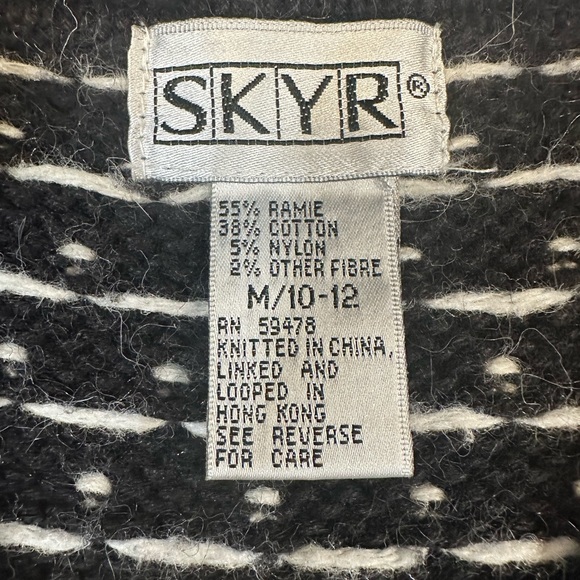 SKYR®
55% RAMIE
38% COTTON
5% NYLON
2% OTHER FIBRE
M/10-12
RN 59478
KNITTED IN CHINA,
LINKED AND
LOOPED IN
HONG KONG
SEE REVERSE
FOR CARE